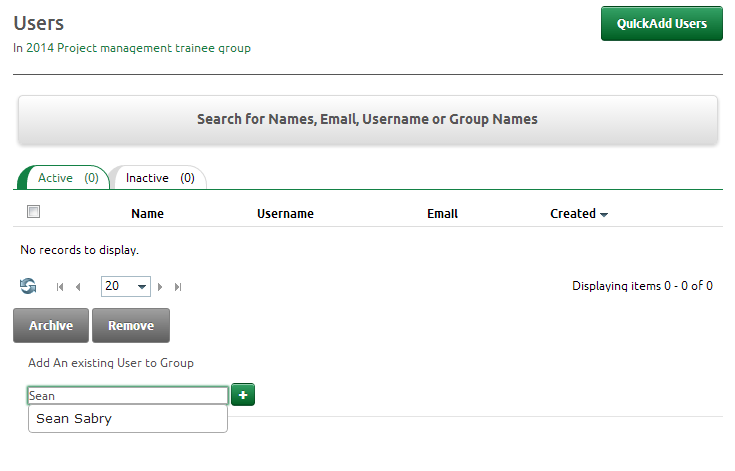 Users
QuickAdd Users
In 2014 Project management trainee group
Search for Names, Email, Username or Group Names
Active (0) Inactive (0)
Name Username Email Created
No records to display.
20 Displaying items 0 - 0 of 0
Archive Remove
Add An existing User to Group
Sean
Sean Sabry